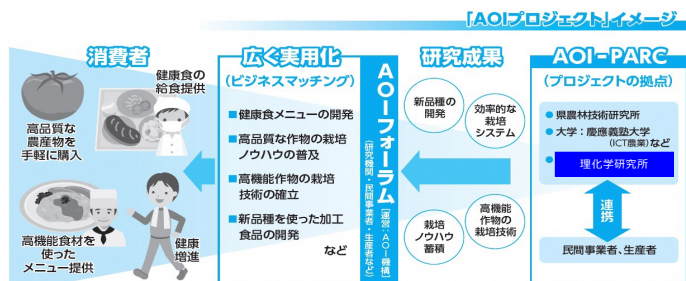 「AOIプロジェクト」イメージ
消費者
健康食の
給食提供
高品質な
農産物を
手軽に購入
高機能食材を
使った
メニュー提供
健康
増進
広く実用化
(ビジネスマッチング)
■健康食メニューの開発
■高品質な作物の栽培
ノウハウの普及
■高機能作物の栽培
技術の確立
■新品種を使った加工
食品の開発
など
AOIフォーラム
[運営:AOI機構]
(研究機関・民間事業者・生産者など)
研究成果
新品種の
開発
効率的な
栽培
システム
栽培
ノウハウ
蓄積
高機能
作物の
栽培技術
AOI-PARC
(プロジェクトの拠点)
●県農林技術研究所
●大学:慶應義塾大学
(ICT農業)など
●理化学研究所
連携
民間事業者、生産者